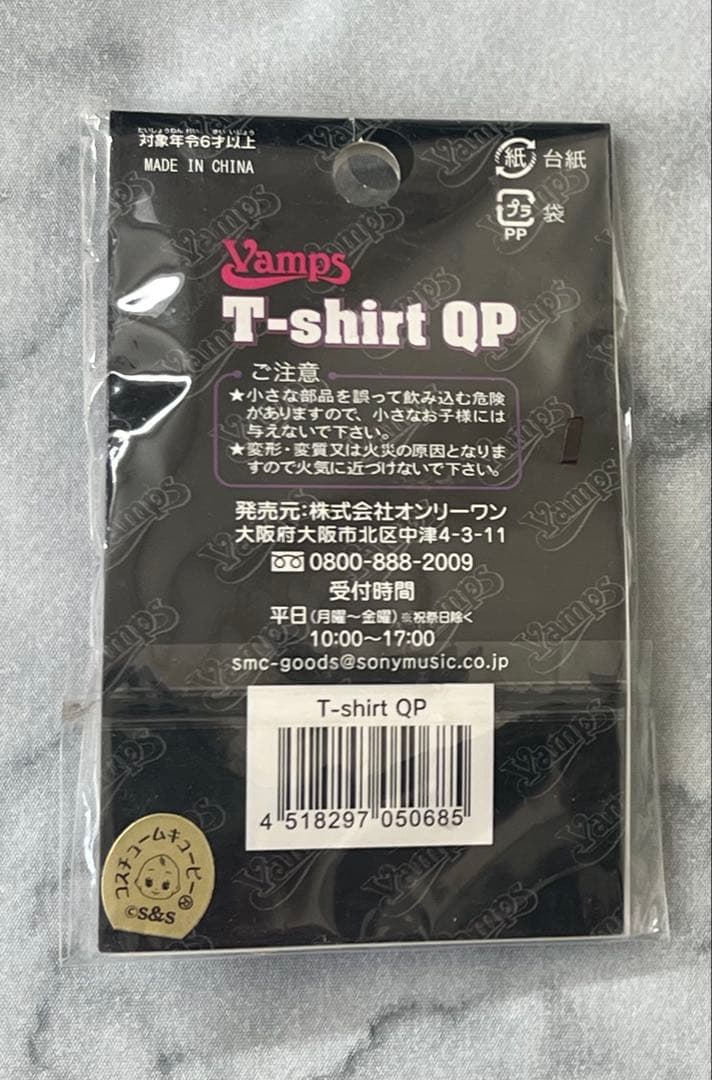 たいしょうねんれい さいいじょう
対象年令6才以上
MADE IN CHINA
紙 台紙
プラ 袋
PP
Vamps
T-shirt QP
ご注意
★小さな部品を誤って飲み込む危険
がありますので、小さなお子様には
与えないで下さい。
★変形・変質又は火災の原因となりま
すので火気に近づけないで下さい。
発売元:株式会社オンリーワン
大阪府大阪市北区中津4-3-11
0800-888-2009
受付時間
平日(月曜～金曜)※祝祭日除く
10:00～17:00
smc-goods@sonymusic.co.jp
T-shirt QP
4 518297 050685
コスチュームキューピー
©S&S